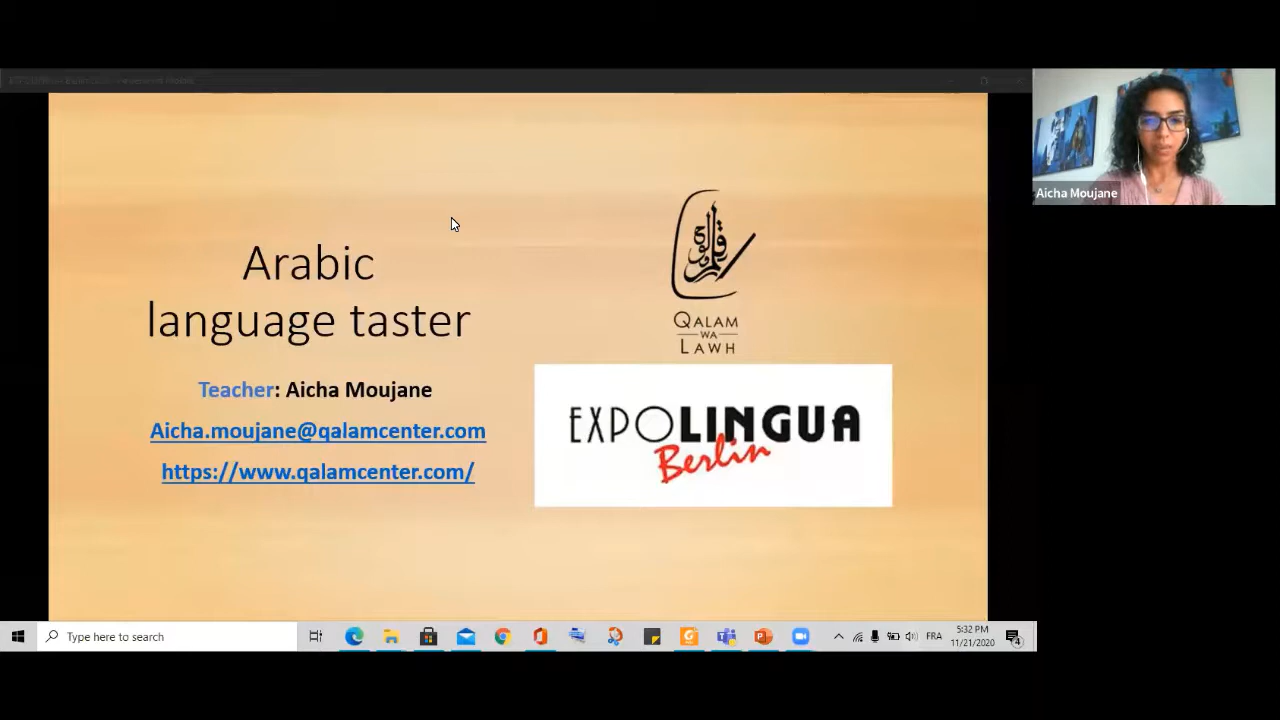 Arabic
language taster
Teacher: Aicha Moujane
Aicha.moujane@qalamcenter.com
https://www.qalamcenter.com/
QALAM
WA
LAWH
EXPOLINGUA
Berlin
Aicha Moujane
Type here to search
FRA
5:32 PM
11/21/2020
4